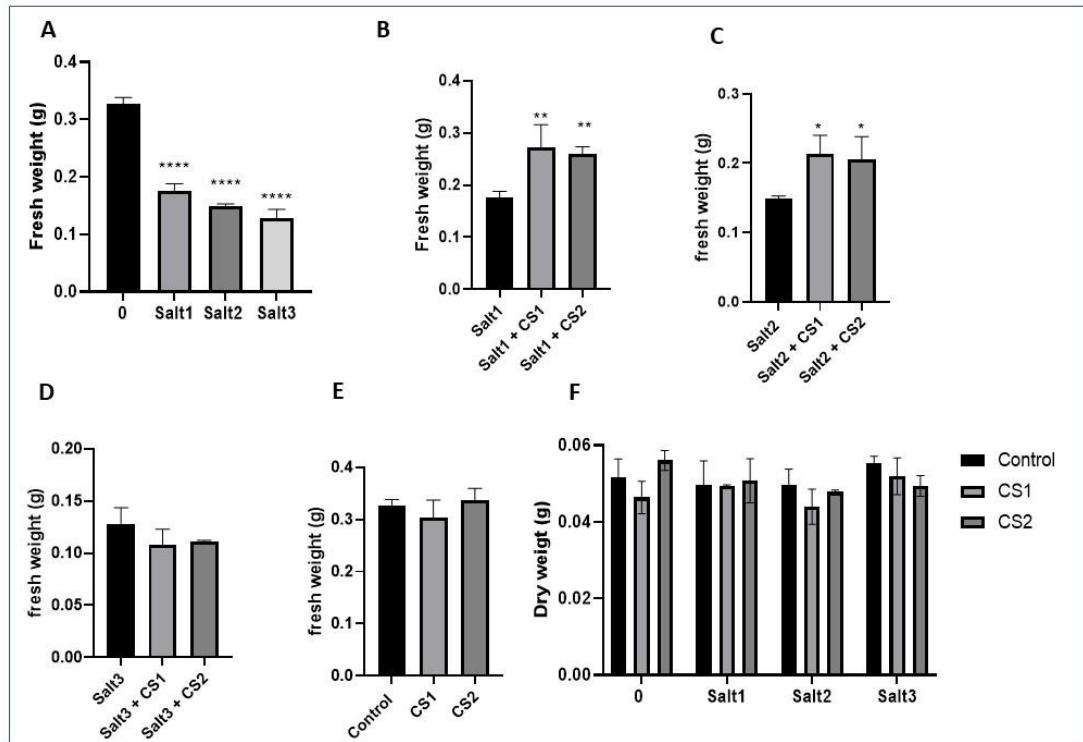 A
Fresh weight (g)
0.4
0.3
0.2
0.1
0.0
****
****
****
0
Salt1
Salt2
Salt3
B
Fresh weight (g)
0.4
0.3
0.2
0.1
0.0
**
**
Salt1
Salt1 + CS1
Salt1 + CS2
C
fresh weight (g)
0.3
0.2
0.1
0.0
*
*
Salt2
Salt2 + CS1
Salt2 + CS2
D
fresh weight (g)
0.20
0.15
0.10
0.05
0.00
Salt3
Salt3 + CS1
Salt3 + CS2
E
fresh weight (g)
0.4
0.3
0.2
0.1
0.0
Control
CS1
CS2
F
Dry weigt (g)
0.06
0.04
0.02
0.00
0
Salt1
Salt2
Salt3
Control
CS1
CS2